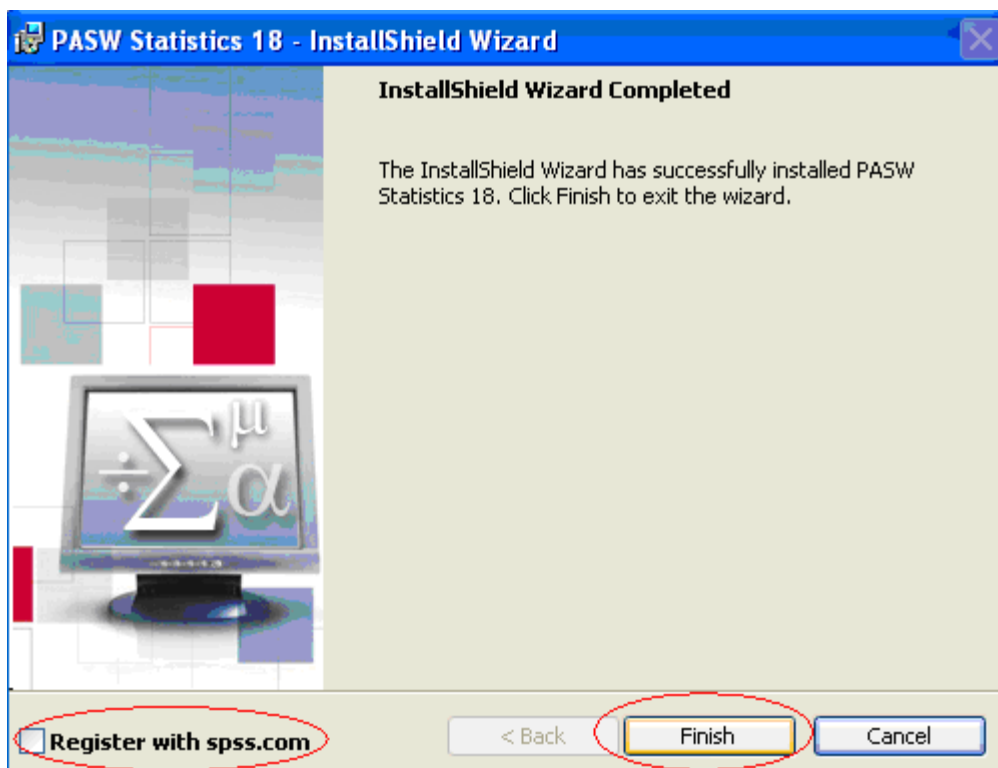 PASW Statistics 18 - InstallShield Wizard
InstallShield Wizard Completed
The InstallShield Wizard has successfully installed PASW
Statistics 18. Click Finish to exit the wizard.
÷ Σ μ α
Register with spss.com
< Back
Finish
Cancel